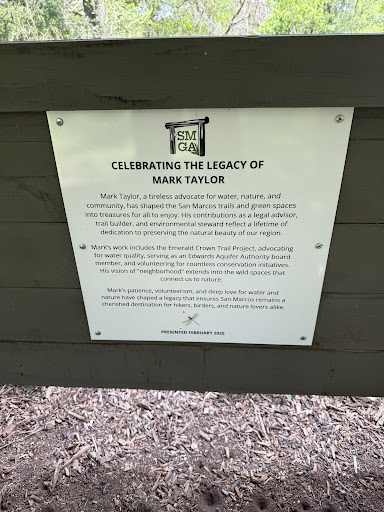 SM
GA
CELEBRATING THE LEGACY OF
MARK TAYLOR
Mark Taylor, a tireless advocate for water, nature, and
community, has shaped the San Marcos trails and green spaces
into treasures for all to enjoy. His contributions as a legal advisor,
trail builder, and environmental steward reflect a lifetime of
dedication to preserving the natural beauty of our region.
Mark's work includes the Emerald Crown Trail Project, advocating
for water quality, serving as an Edwards Aquifer Authority board
member, and volunteering for countless conservation initiatives.
His vision of "neighborhood" extends into the wild spaces that
connect us to nature.
Mark's patience, volunteerism, and deep love for water and
nature have shaped a legacy that ensures San Marcos remains a
cherished destination for hikers, birders, and nature lovers alike.
PRESENTED FEBRUARY 2025